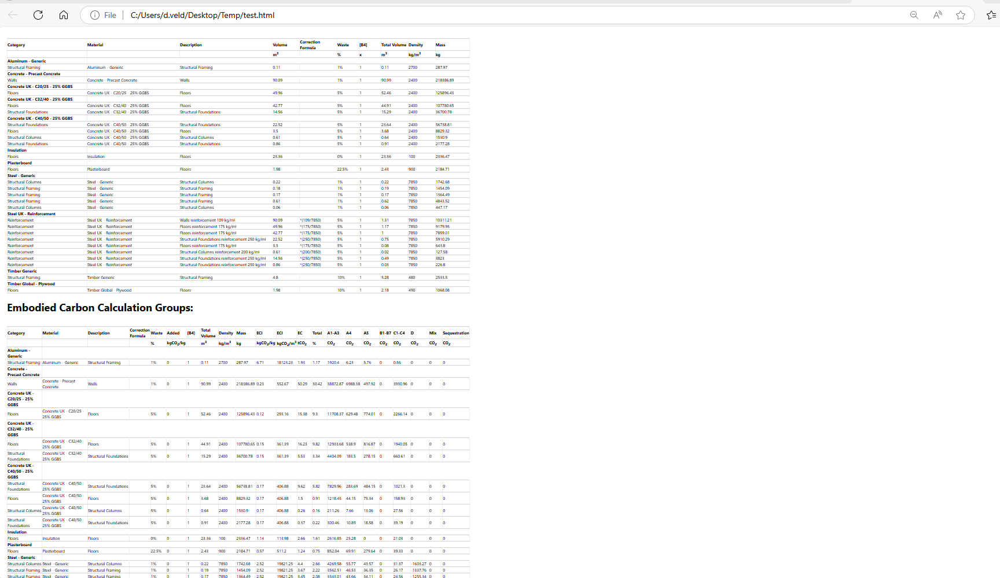 File C:/Users/d.veld/Desktop/Temp/test.html
Category Material Description Volume Correction Formula Waste [B4] Total Volume Density Mass
m³ % x m³ kg/m³ kg
Aluminum - Generic
Structural Framing Aluminum - Generic Structural Framing 0.11 1% 1 0.11 2700 287.97
Concrete - Precast Concrete
Walls Concrete - Precast Concrete Walls 90.09 1% 1 90.99 2400 218386.89
Concrete UK - C20/25 - 25% GGBS
Floors Concrete UK - C20/25 - 25% GGBS Floors 49.96 5% 1 52.46 2400 125896.43
Concrete UK - C32/40 - 25% GGBS
Floors Concrete UK - C32/40 - 25% GGBS Floors 42.77 5% 1 44.91 2400 107780.65
Structural Foundations Concrete UK - C32/40 - 25% GGBS Structural Foundations 14.56 5% 1 15.29 2400 36700.78
Concrete UK - C40/50 - 25% GGBS
Structural Foundations Concrete UK - C40/50 - 25% GGBS Structural Foundations 22.52 5% 1 23.64 2400 56738.81
Floors Concrete UK - C40/50 - 25% GGBS Floors 3.5 5% 1 3.68 2400 8829.32
Structural Columns Concrete UK - C40/50 - 25% GGBS Structural Columns 0.61 5% 1 0.64 2400 1530.9
Structural Foundations Concrete UK - C40/50 - 25% GGBS Structural Foundations 0.86 5% 1 0.91 2400 2177.28
Insulation
Floors Insulation Floors 23.36 0% 1 23.36 100 2336.47
Plasterboard
Floors Plasterboard Floors 1.98 22.5% 1 2.43 900 2184.71
Steel - Generic
Structural Columns Steel - Generic Structural Columns 0.22 1% 1 0.22 7850 1742.68
Structural Framing Steel - Generic Structural Framing 0.18 1% 1 0.19 7850 1454.09
Structural Framing Steel - Generic Structural Framing 0.17 1% 1 0.17 7850 1364.49
Structural Framing Steel - Generic Structural Framing 0.61 1% 1 0.62 7850 4843.52
Structural Columns Steel - Generic Structural Columns 0.06 1% 1 0.06 7850 447.17
Steel UK - Reinforcement
Reinforcement Steel UK - Reinforcement Walls reinforcement 109 kg/m³ 90.09 *(109/7850) 5% 1 1.31 7850 10311.21
Reinforcement Steel UK - Reinforcement Floors reinforcement 175 kg/m³ 49.96 *(175/7850) 5% 1 1.17 7850 9179.95
Reinforcement Steel UK - Reinforcement Floors reinforcement 175 kg/m³ 42.77 *(175/7850) 5% 1 1 7850 7859.01
Reinforcement Steel UK - Reinforcement Structural Foundations reinforcement 250 kg/m³ 22.52 *(250/7850) 5% 1 0.75 7850 5910.29
Reinforcement Steel UK - Reinforcement Floors reinforcement 175 kg/m³ 3.5 *(175/7850) 5% 1 0.08 7850 643.8
Reinforcement Steel UK - Reinforcement Structural Columns reinforcement 200 kg/m³ 0.61 *(200/7850) 5% 1 0.02 7850 127.58
Reinforcement Steel UK - Reinforcement Structural Foundations reinforcement 250 kg/m³ 14.56 *(250/7850) 5% 1 0.49 7850 3823
Reinforcement Steel UK - Reinforcement Structural Foundations reinforcement 250 kg/m³ 0.86 *(250/7850) 5% 1 0.03 7850 226.8
Timber Generic
Structural Framing Timber Generic Structural Framing 4.8 10% 1 5.28 480 2533.5
Timber Global - Plywood
Floors Timber Global - Plywood Floors 1.98 10% 1 2.18 490 1068.08
Embodied Carbon Calculation Groups:
Category Material Description Correction Formula Waste Added [B4] Total Volume Density Mass ECI ECI EC Total A1-A3 A4 A5 B1-B7 C1-C4 D Mix Sequestration
% kgCO₂/kg m³ kg/m³ kg kgCO₂/kg kgCO₂/m³ tCO₂ % CO₂ CO₂ CO₂ CO₂ CO₂ CO₂ CO₂ CO₂
Aluminum - Generic
Structural Framing Aluminum - Generic Structural Framing 1% 0 1 0.11 2700 287.97 6.71 18123.23 1.93 1.17 1920.4 6.23 5.76 0 0.56 0 0 0
Concrete - Precast Concrete
Walls Concrete - Precast Concrete Walls 1% 0 1 90.99 2400 218386.89 0.23 552.67 50.29 30.42 38872.87 6988.38 497.92 0 3930.96 0 0 0
Concrete UK - C20/25 - 25% GGBS
Floors Concrete UK - C20/25 - 25% GGBS Floors 5% 0 1 52.46 2400 125896.43 0.12 293.16 15.38 9.3 11708.37 629.48 774.01 0 2266.14 0 0 0
Concrete UK - C32/40 - 25% GGBS
Floors Concrete UK - C32/40 - 25% GGBS Floors 5% 0 1 44.91 2400 107780.65 0.15 361.39 16.23 9.82 12933.68 538.9 816.87 0 1940.05 0 0 0
Structural Foundations Concrete UK - C32/40 - 25% GGBS Structural Foundations 5% 0 1 15.29 2400 36700.78 0.15 361.39 5.53 3.34 4404.09 183.5 278.15 0 660.61 0 0 0
Concrete UK - C40/50 - 25% GGBS
Structural Foundations Concrete UK - C40/50 - 25% GGBS Structural Foundations 5% 0 1 23.64 2400 56738.81 0.17 406.88 9.62 5.82 7829.96 283.69 484.15 0 1021.3 0 0 0
Floors Concrete UK - C40/50 - 25% GGBS Floors 5% 0 1 3.68 2400 8829.32 0.17 406.88 1.5 0.91 1218.45 44.15 75.34 0 158.93 0 0 0
Structural Columns Concrete UK - C40/50 - 25% GGBS Structural Columns 5% 0 1 0.64 2400 1530.9 0.17 406.88 0.26 0.16 211.26 7.66 13.06 0 27.56 0 0 0
Structural Foundations Concrete UK - C40/50 - 25% GGBS Structural Foundations 5% 0 1 0.91 2400 2177.28 0.17 406.88 0.37 0.22 300.46 10.89 18.58 0 39.19 0 0 0
Insulation
Floors Insulation Floors 0% 0 1 23.36 100 2336.47 1.14 113.98 2.66 1.61 2616.85 25.28 0 0 21.03 0 0 0
Plasterboard
Floors Plasterboard Floors 22.5% 0 1 2.43 900 2184.71 0.57 511.2 1.24 0.75 852.04 69.91 279.64 0 39.33 0 0 0
Steel - Generic
Structural Columns Steel - Generic Structural Columns 1% 0 1 0.22 7850 1742.68 2.52 19821.25 4.4 2.66 4269.58 55.77 43.57 0 31.37 -1603.27 0 0
Structural Framing Steel - Generic Structural Framing 1% 0 1 0.19 7850 1454.09 2.52 19821.25 3.67 2.22 3562.51 46.53 36.35 0 26.17 -1337.76 0 0
Structural Framing Steel - Generic Structural Framing 1% 0 1 0.17 7850 1364.49 2.52 19821.25 3.45 2.08 3343.01 43.66 34.11 0 24.56 -1255.34 0 0